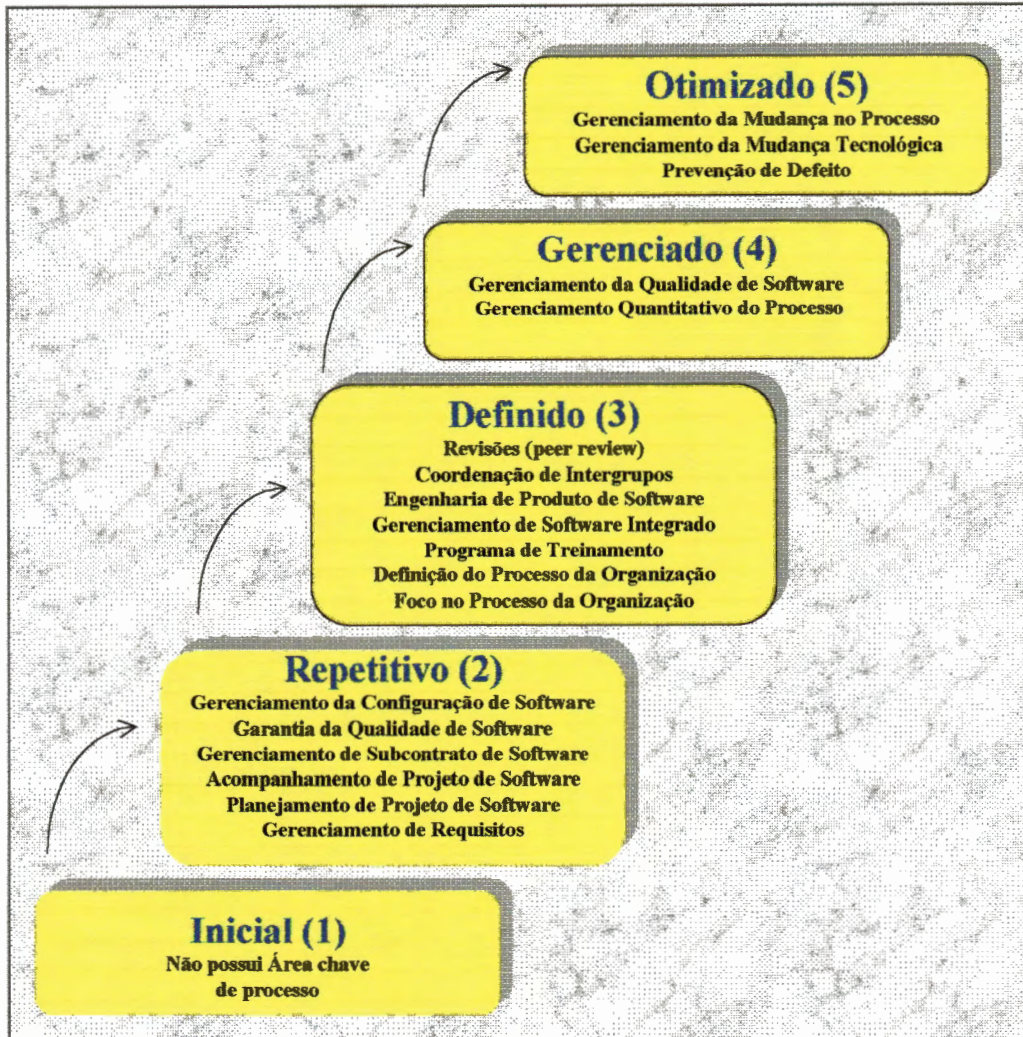 Otimizado (5)
Gerenciamento da Mudança no Processo
Gerenciamento da Mudança Tecnológica
Prevenção de Defeito
Gerenciado (4)
Gerenciamento da Qualidade de Software
Gerenciamento Quantitativo do Processo
Definido (3)
Revisões (peer review)
Coordenação de Intergrupos
Engenharia de Produto de Software
Gerenciamento de Software Integrado
Programa de Treinamento
Definição do Processo da Organização
Foco no Processo da Organização
Repetitivo (2)
Gerenciamento da Configuração de Software
Garantia da Qualidade de Software
Gerenciamento de Subcontrato de Software
Acompanhamento de Projeto de Software
Planejamento de Projeto de Software
Gerenciamento de Requisitos
Inicial (1)
Não possui Área chave
de processo